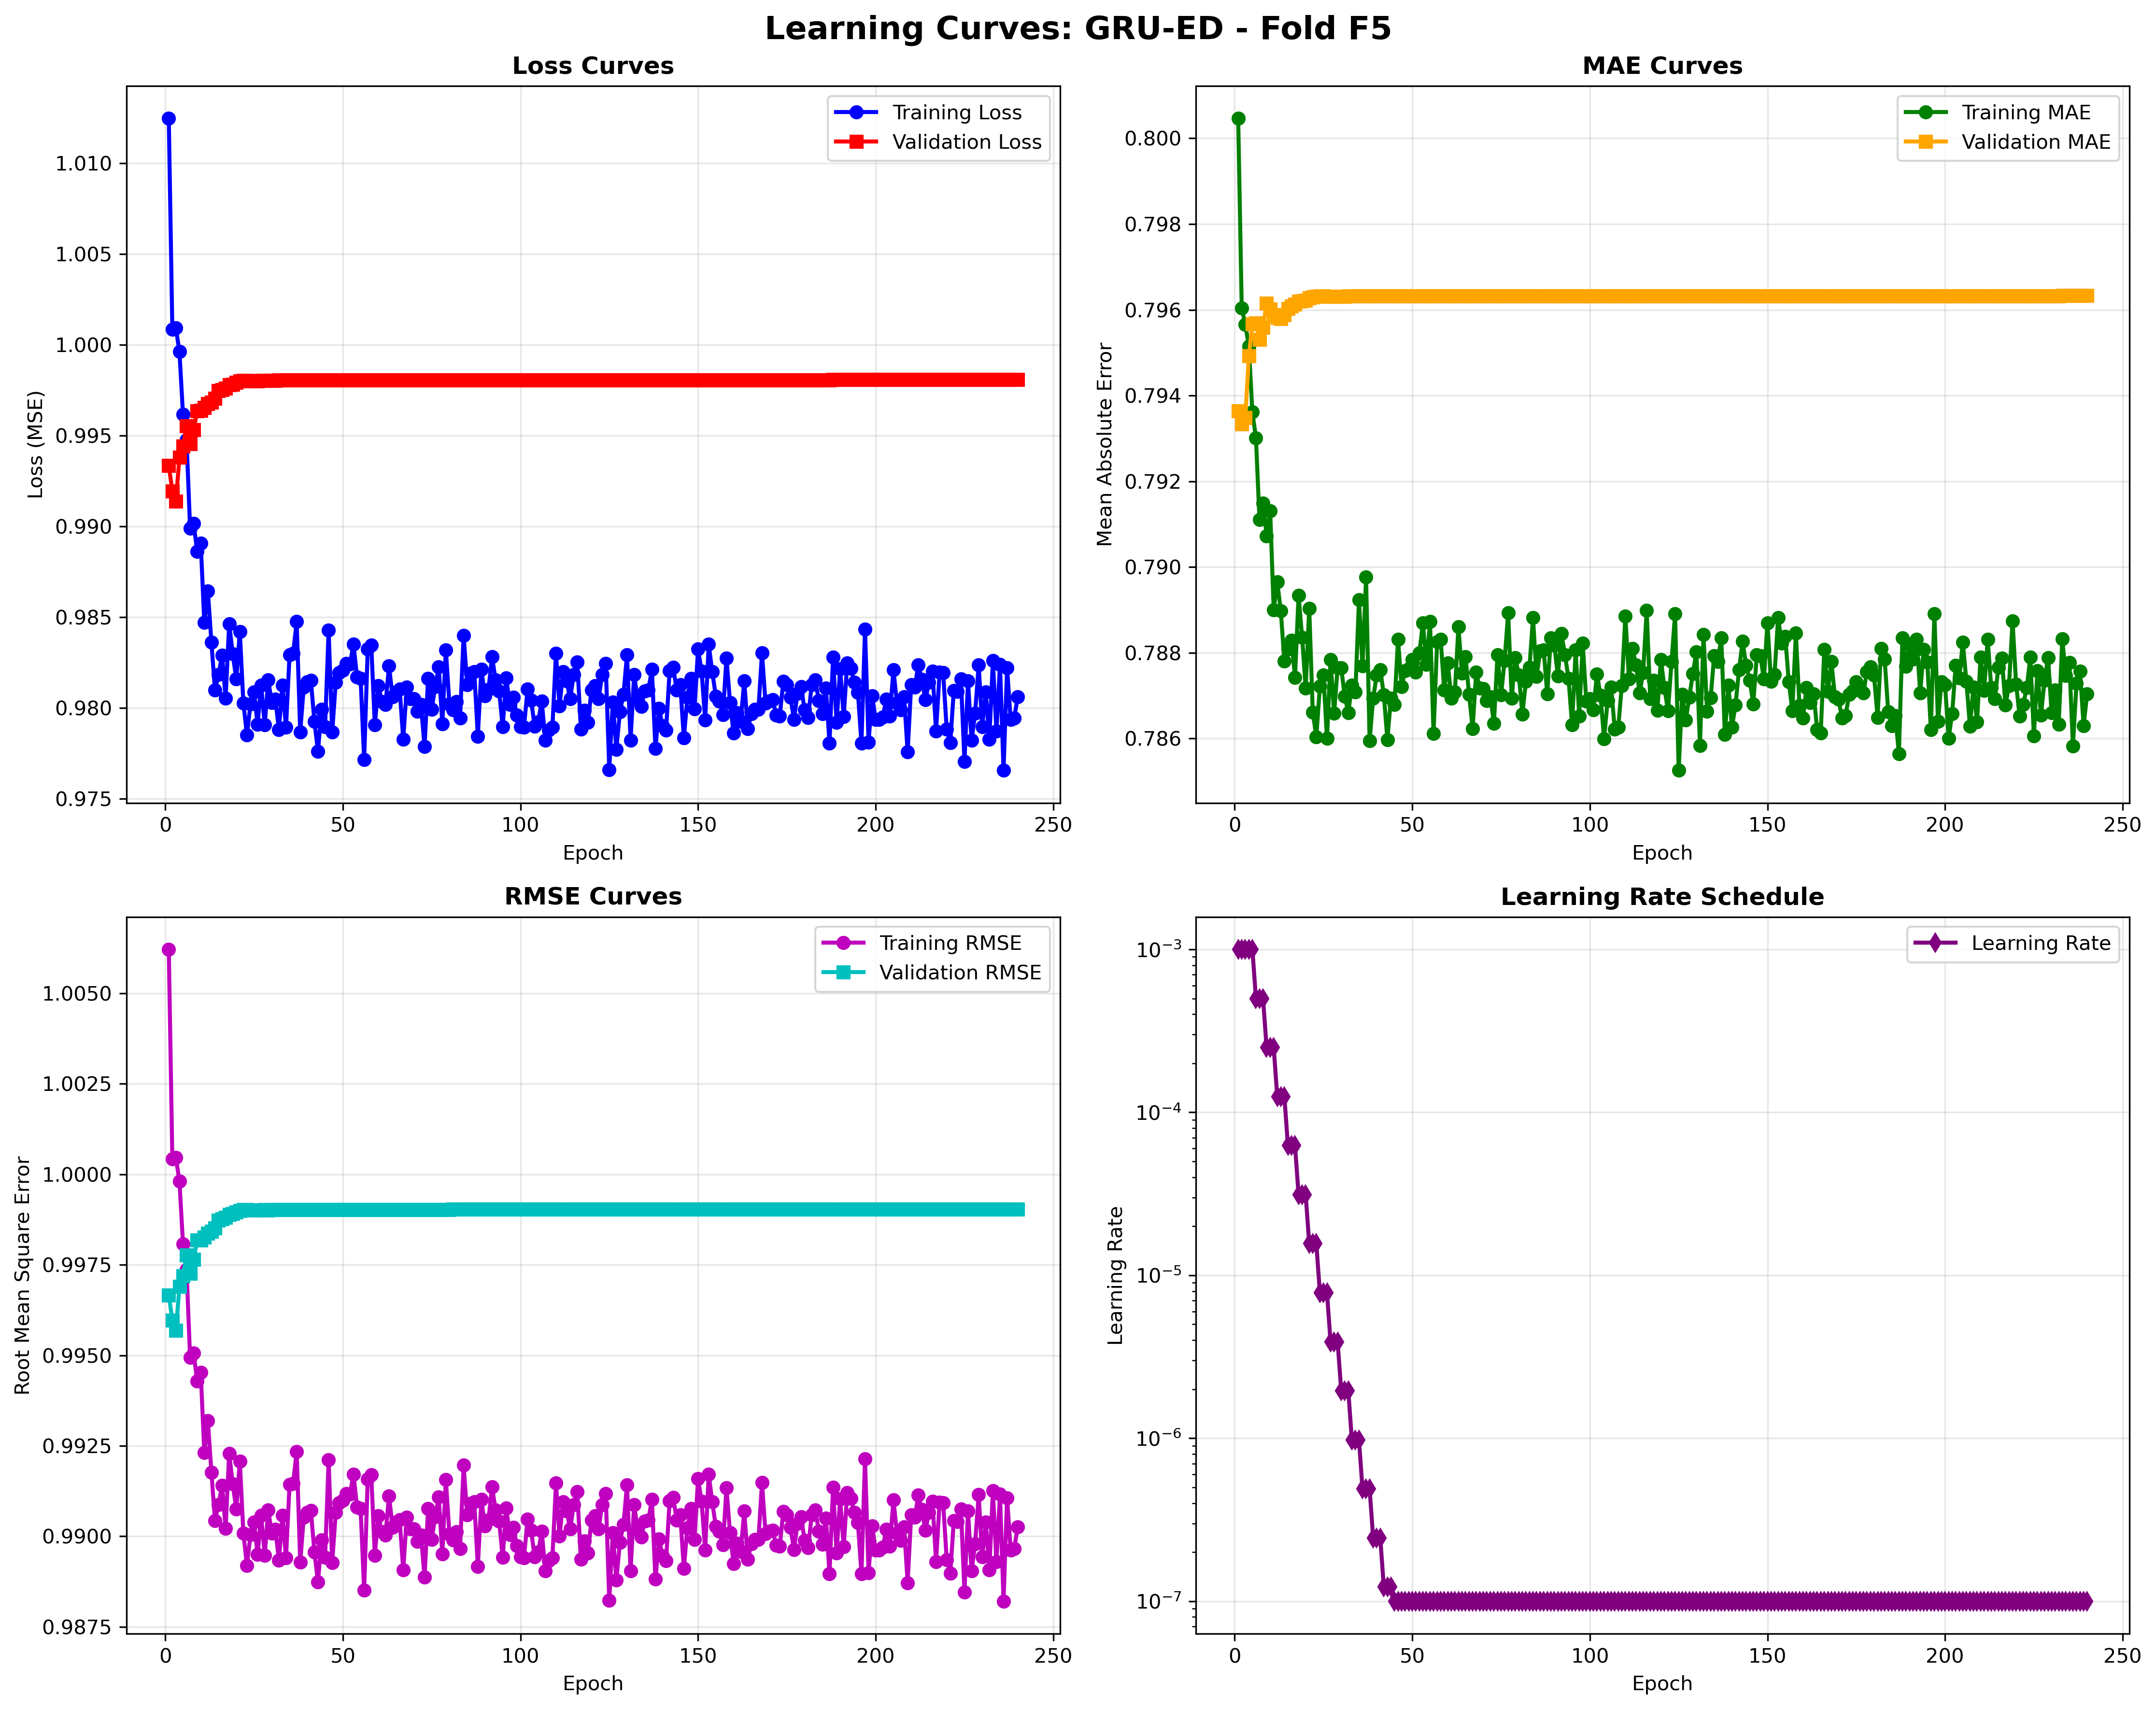 Learning Curves: GRU-ED - Fold F5
Loss Curves
Training Loss
Validation Loss
1.010
1.005
1.000
0.995
0.990
0.985
0.980
0.975
Loss (MSE)
0 50 100 150 200 250
Epoch
MAE Curves
Training MAE
Validation MAE
0.800
0.798
0.796
0.794
0.792
0.790
0.788
0.786
Mean Absolute Error
0 50 100 150 200 250
Epoch
RMSE Curves
Training RMSE
Validation RMSE
1.0050
1.0025
1.0000
0.9975
0.9950
0.9925
0.9900
0.9875
Root Mean Square Error
0 50 100 150 200 250
Epoch
Learning Rate Schedule
Learning Rate
10⁻³
10⁻⁴
10⁻⁵
10⁻⁶
10⁻⁷
Learning Rate
0 50 100 150 200 250
Epoch